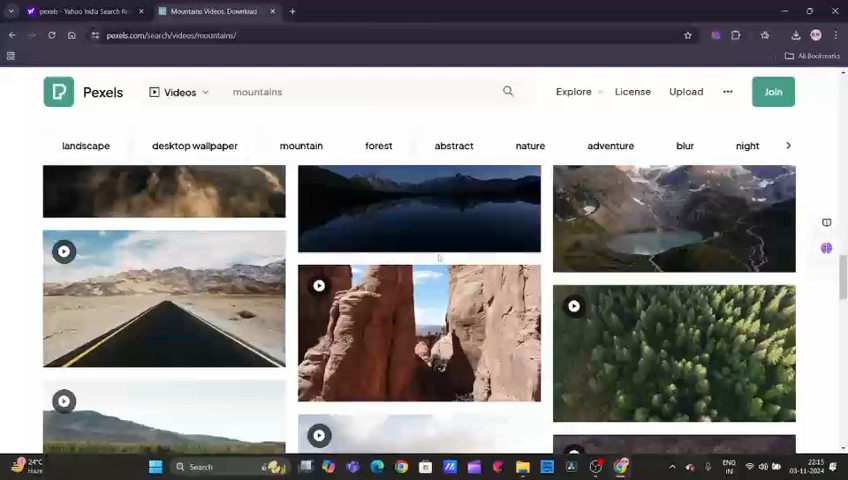 pexels - Yahoo India Search Re
Mountains Videos, Download
pexels.com/search/videos/mountains/
All Bookmarks
Pexels
Videos
mountains
Explore
License
Upload
Join
landscape
desktop wallpaper
mountain
forest
abstract
nature
adventure
blur
night
24°C
Haze
Search
ENG
IN
22:15
03-11-2024